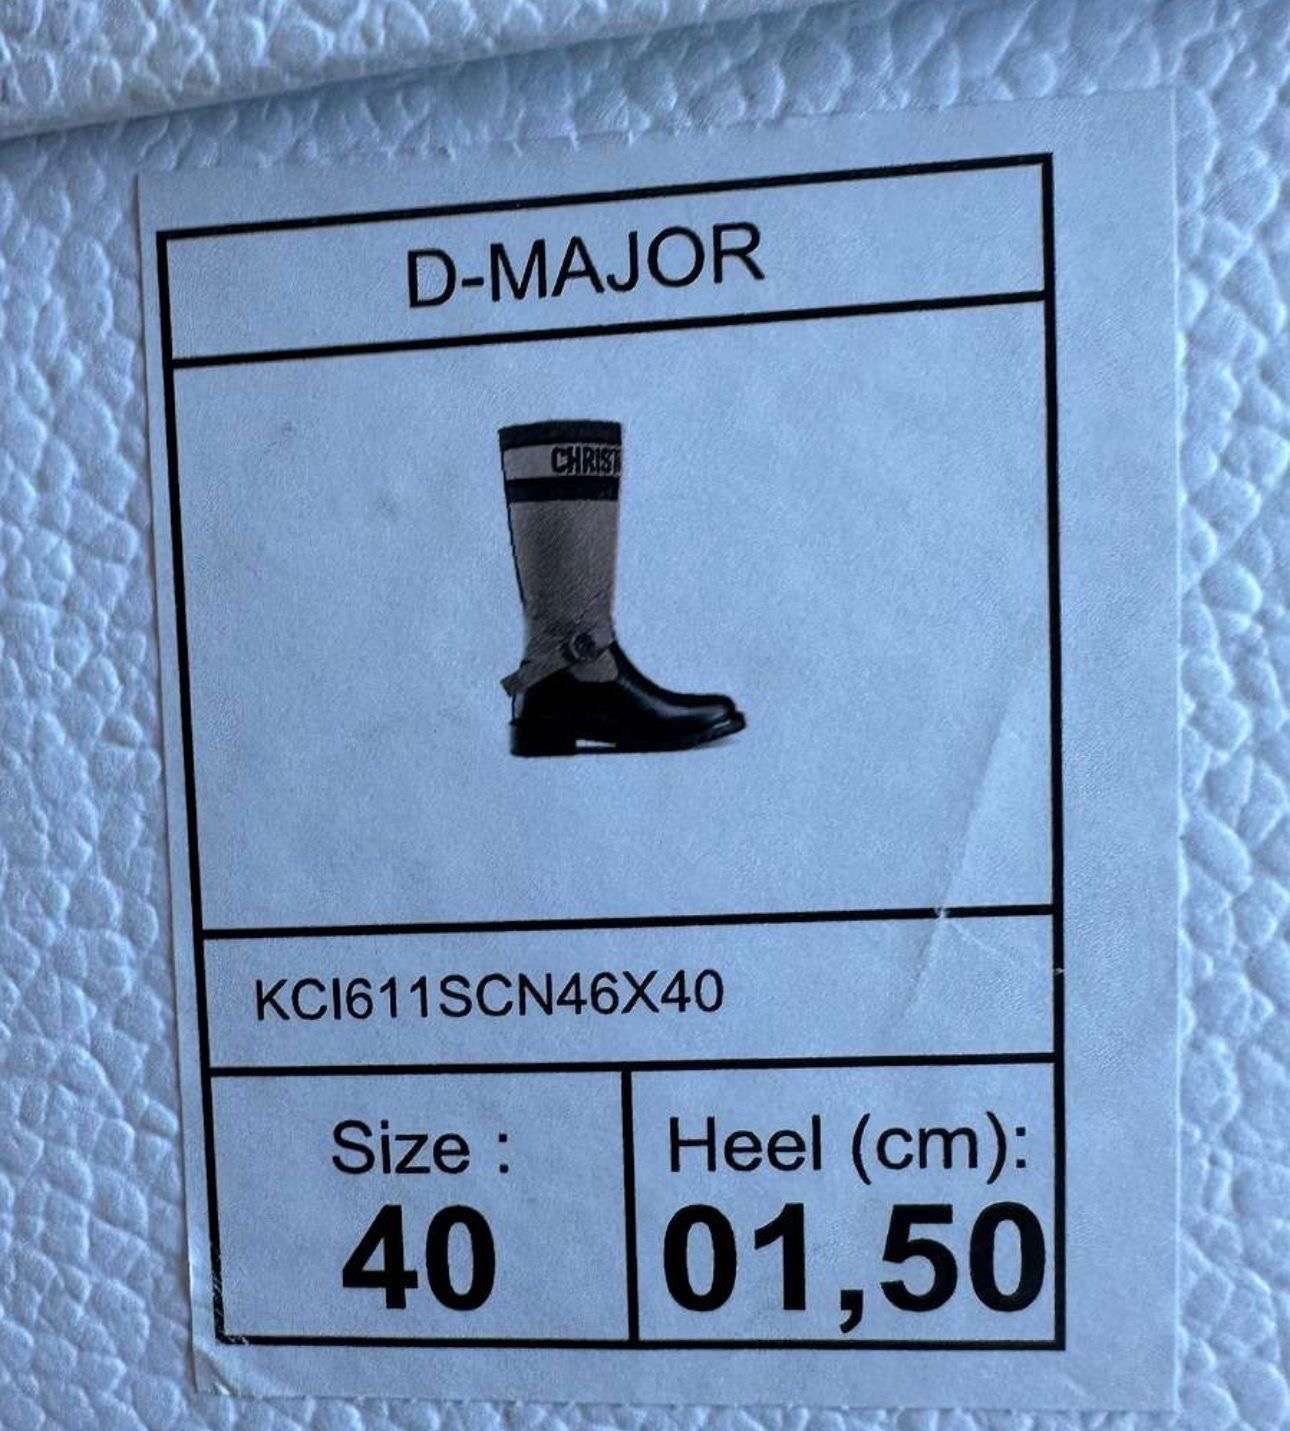 D-MAJOR
CHRIST
KCI611SCN46X40
Size :
40
Heel (cm):
01,50